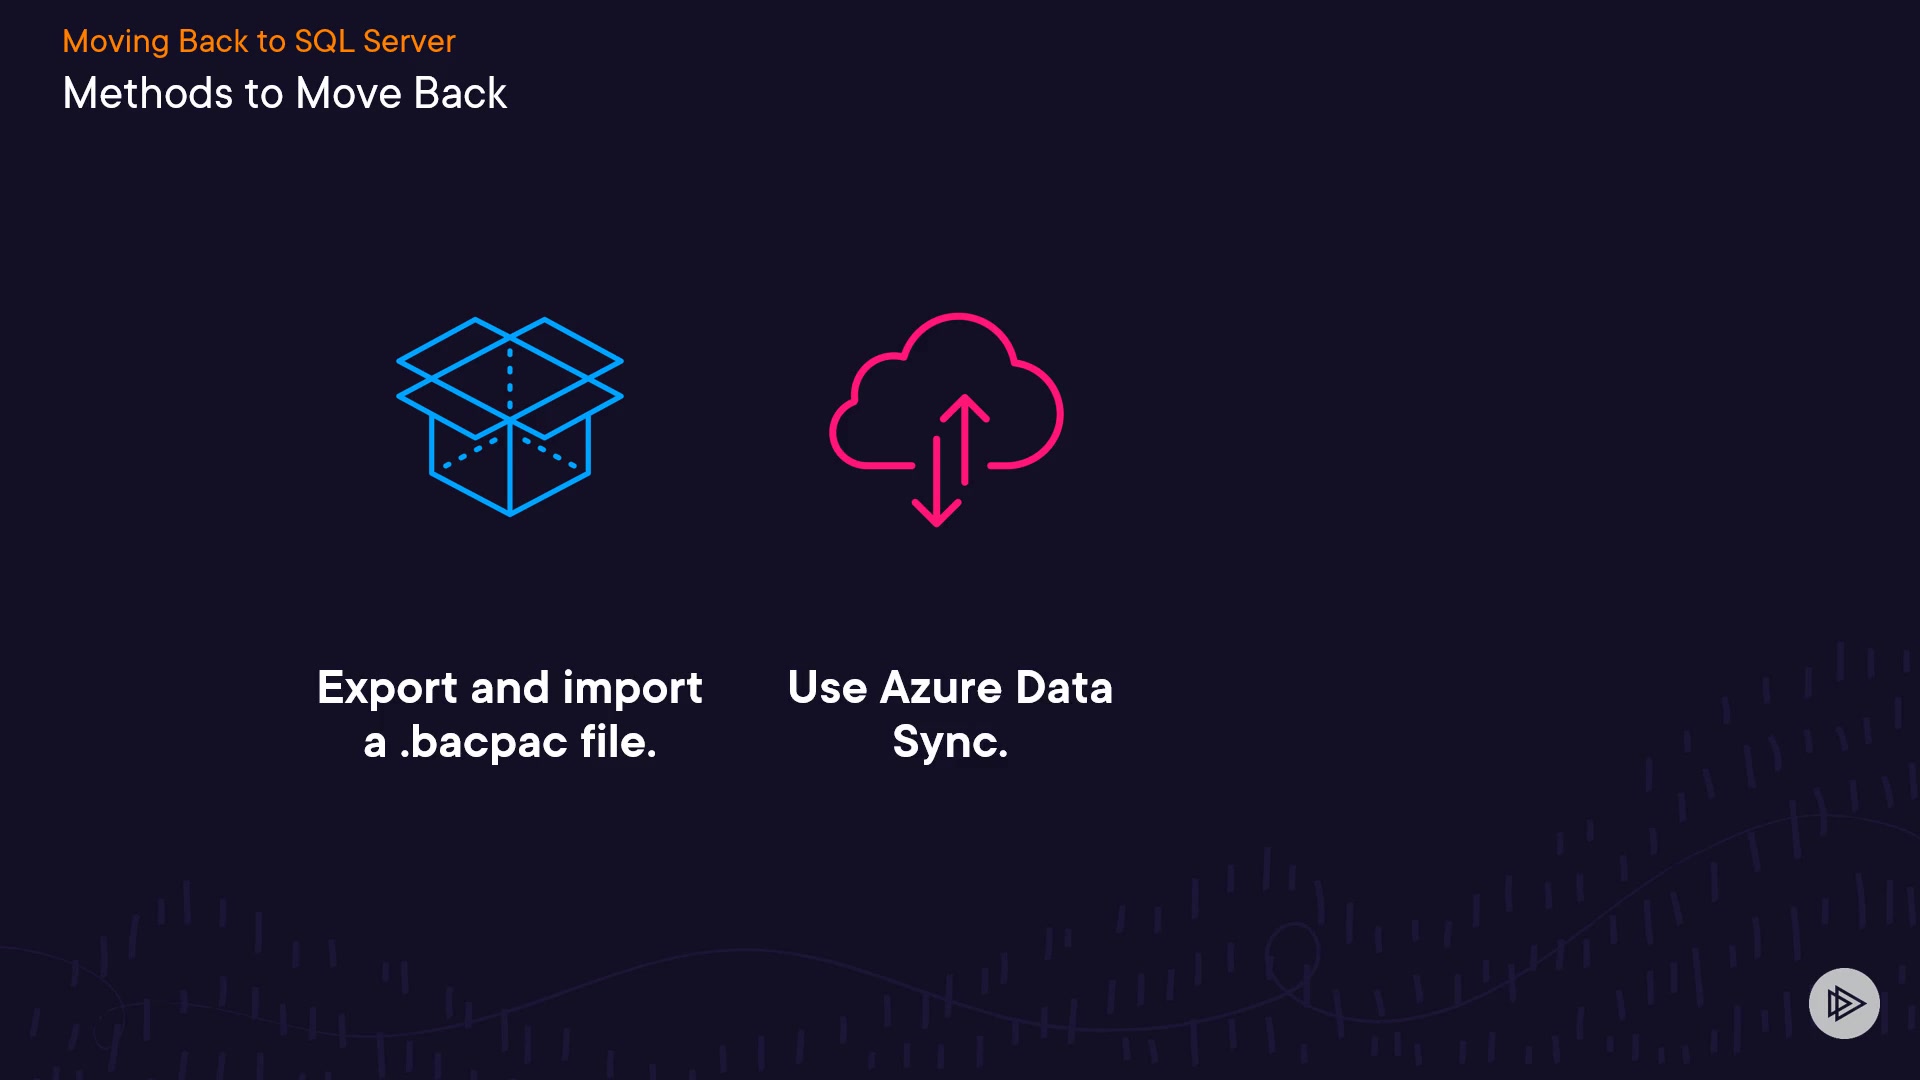 Moving Back to SQL Server
Methods to Move Back
Export and import
a .bacpac file.
Use Azure Data
Sync.